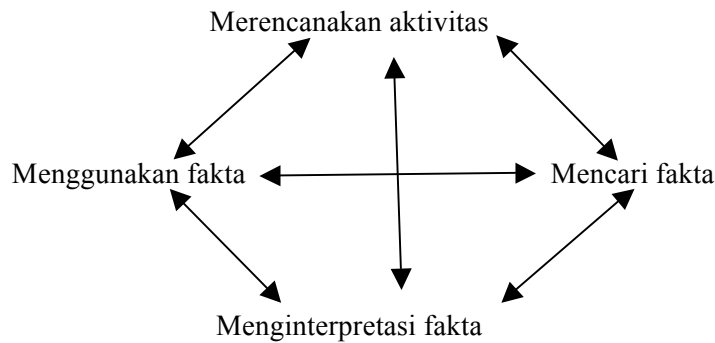 Merencanakan aktivitas
Menggunakan fakta
Mencari fakta
Menginterpretasi fakta